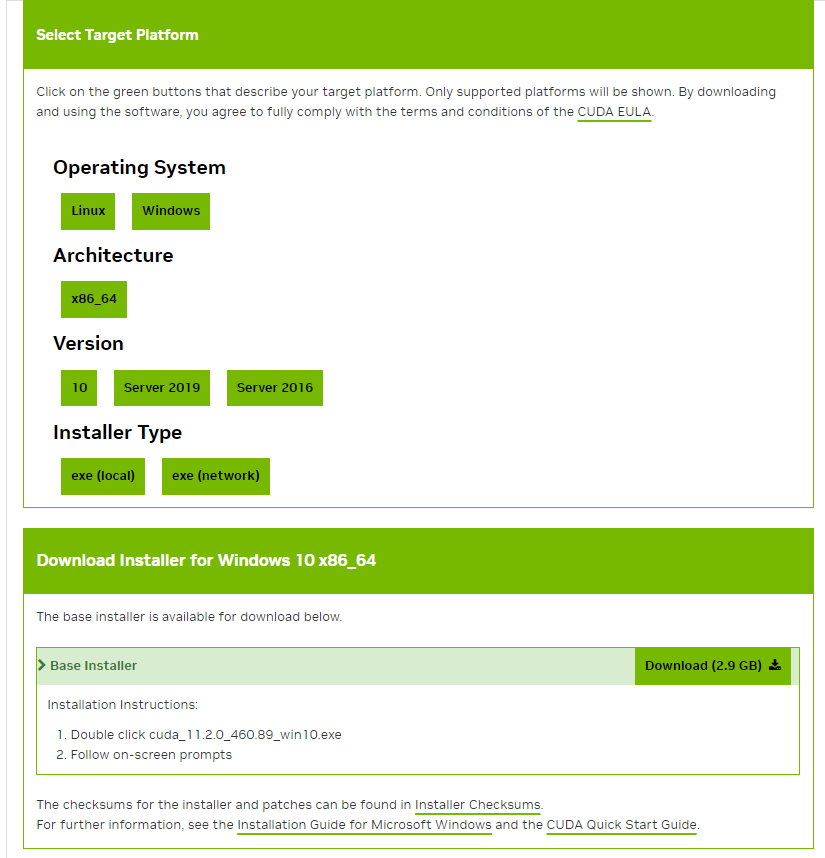 Select Target Platform
Click on the green buttons that describe your target platform. Only supported platforms will be shown. By downloading
and using the software, you agree to fully comply with the terms and conditions of the CUDA EULA.
Operating System
Linux Windows
Architecture
x86_64
Version
10 Server 2019 Server 2016
Installer Type
exe (local) exe (network)
Download Installer for Windows 10 x86_64
The base installer is available for download below.
Base Installer Download (2.9 GB)
Installation Instructions:
1. Double click cuda_11.2.0_460.89_win10.exe
2. Follow on-screen prompts
The checksums for the installer and patches can be found in Installer Checksums.
For further information, see the Installation Guide for Microsoft Windows and the CUDA Quick Start Guide.